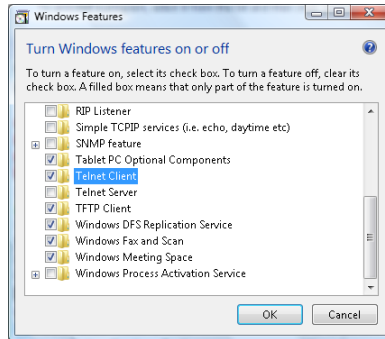 Windows Features
Turn Windows features on or off
To turn a feature on, select its check box. To turn a feature off, clear its
check box. A filled box means that only part of the feature is turned on.
RIP Listener
Simple TCPIP services (i.e. echo, daytime etc)
SNMP feature
Tablet PC Optional Components
Telnet Client
Telnet Server
TFTP Client
Windows DFS Replication Service
Windows Fax and Scan
Windows Meeting Space
Windows Process Activation Service
OK Cancel